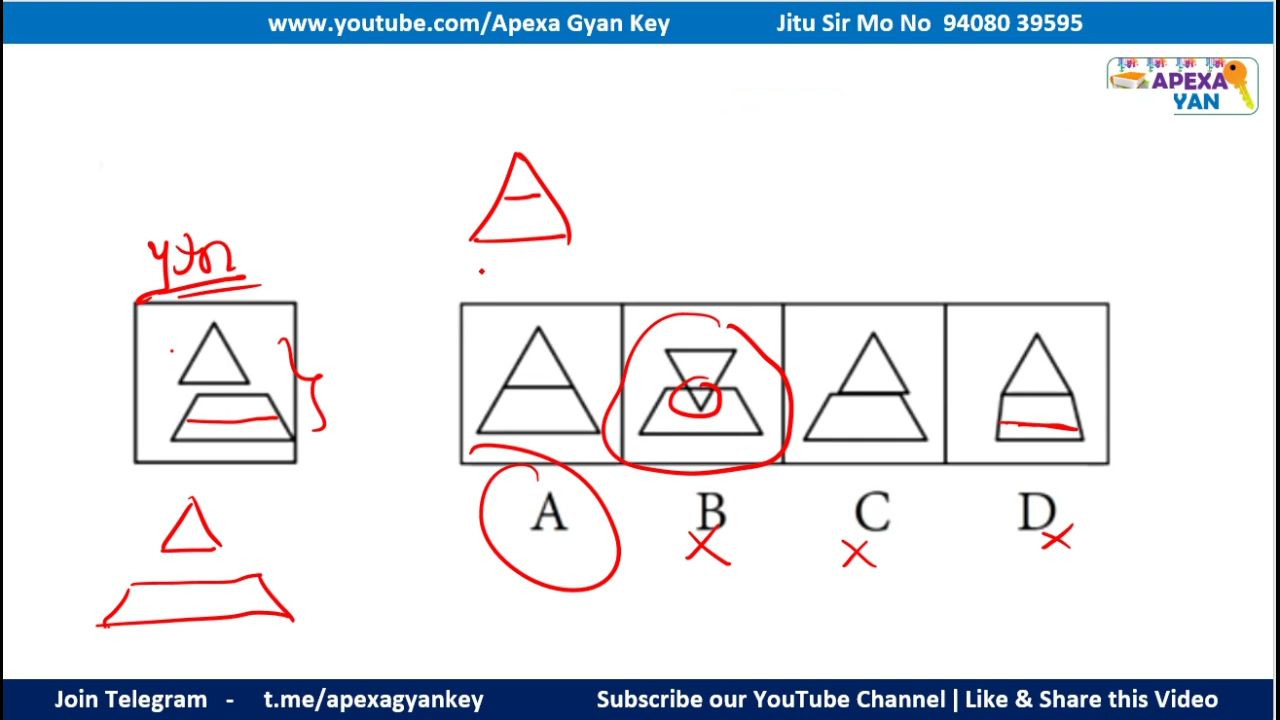 www.youtube.com/Apexa Gyan Key Jitu Sir Mo No 94080 39595
APEXA
YAN
A B C D
Join Telegram - t.me/apexagyankey Subscribe our YouTube Channel | Like & Share this Video